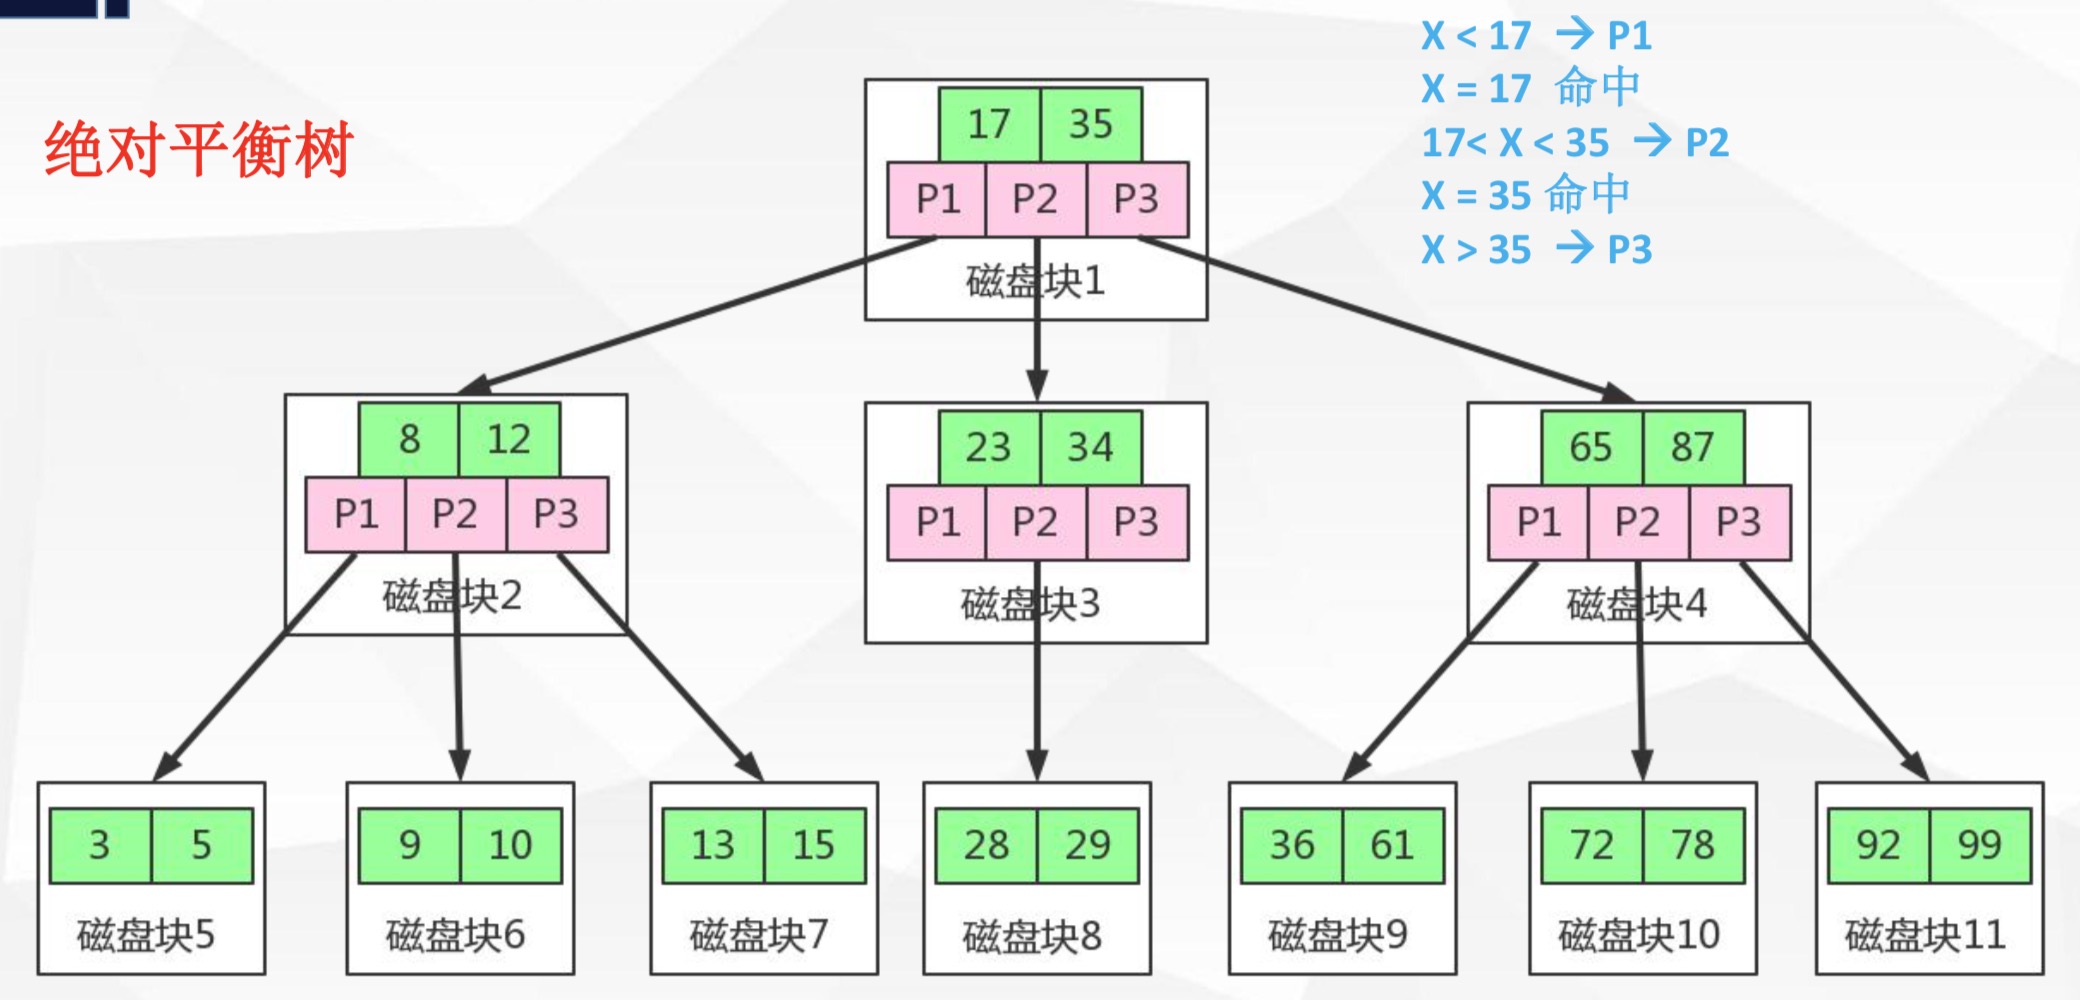 X < 17 → P1
X = 17 命中
17< X < 35 → P2
X = 35 命中
X > 35 → P3
绝对平衡树
17 35
P1 P2 P3
磁盘块1
8 12
P1 P2 P3
磁盘块2
23 34
P1 P2 P3
磁盘块3
65 87
P1 P2 P3
磁盘块4
3 5
磁盘块5
9 10
磁盘块6
13 15
磁盘块7
28 29
磁盘块8
36 61
磁盘块9
72 78
磁盘块10
92 99
磁盘块11